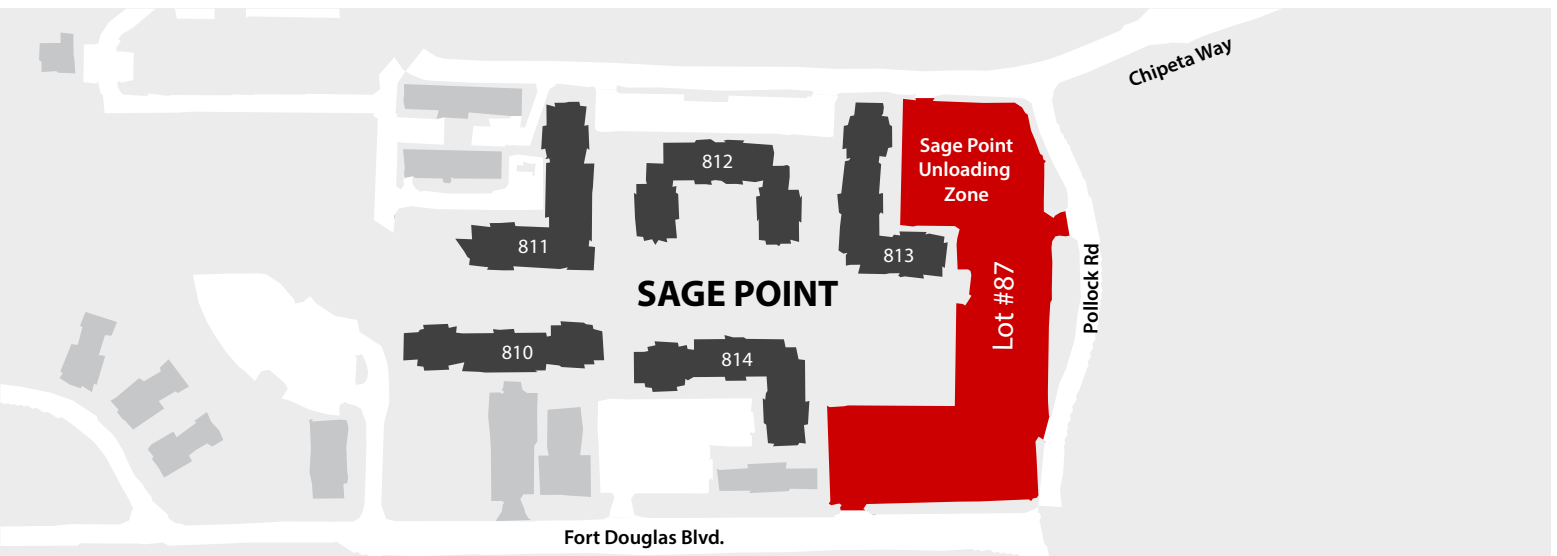 Chipeta Way
Sage Point
Unloading
Zone
812
811
813
SAGE POINT
Lot #87
Pollock Rd
810
814
Fort Douglas Blvd.